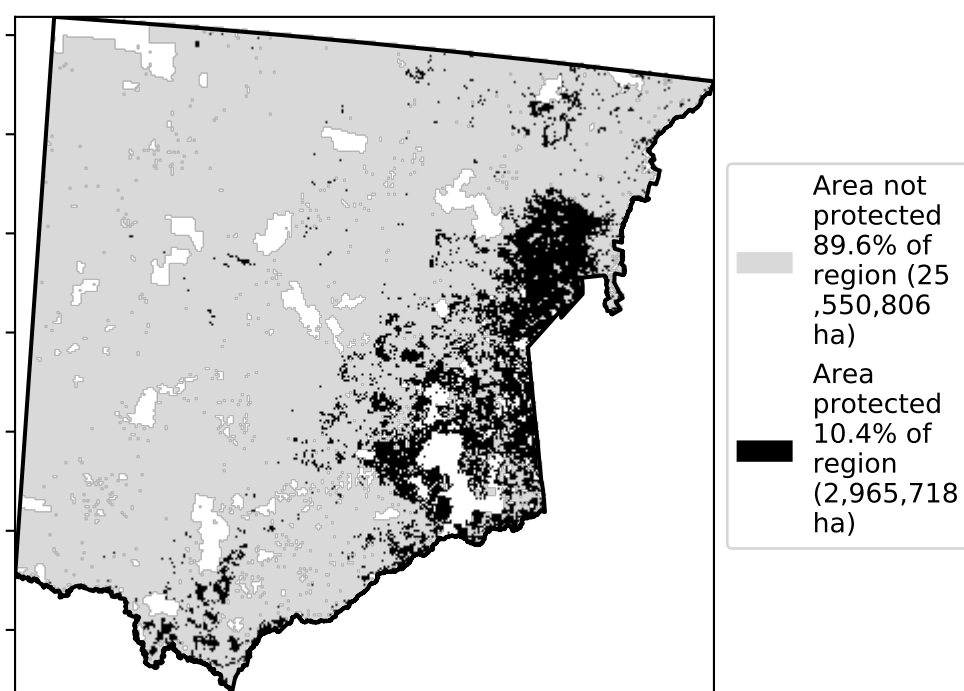 Area not
protected
89.6% of
region (25
,550,806
ha)
Area
protected
10.4% of
region
(2,965,718
ha)